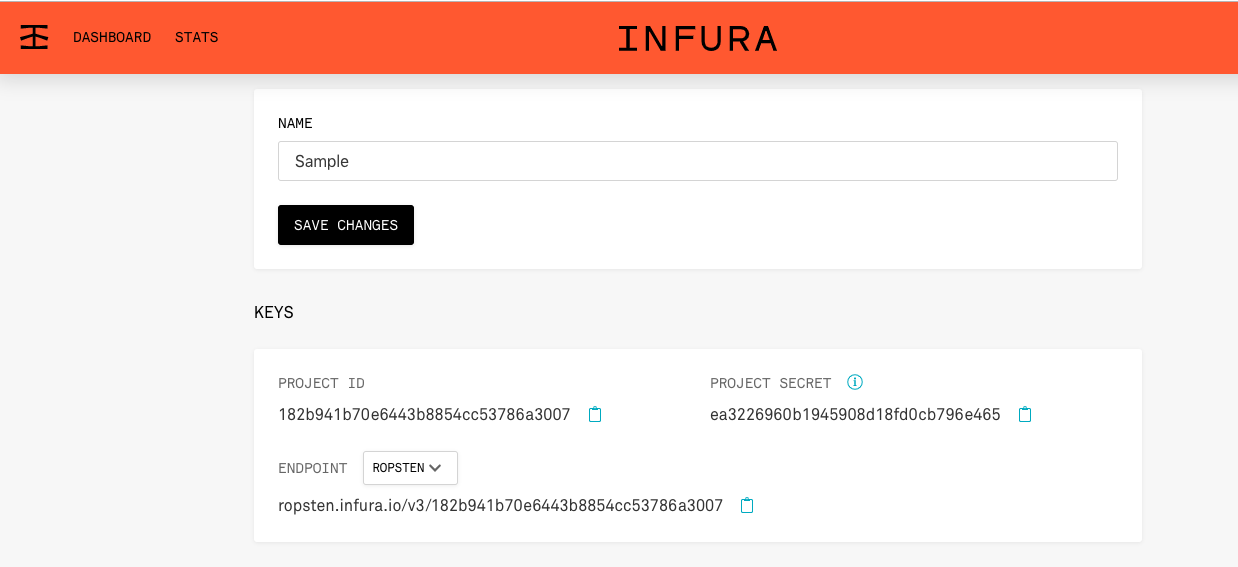 DASHBOARD STATS INFURA
NAME
Sample
SAVE CHANGES
KEYS
PROJECT ID PROJECT SECRET
182b941b70e6443b8854cc53786a3007 ea3226960b1945908d18fd0cb796e465
ENDPOINT ROPSTEN
ropsten.infura.io/v3/182b941b70e6443b8854cc53786a3007